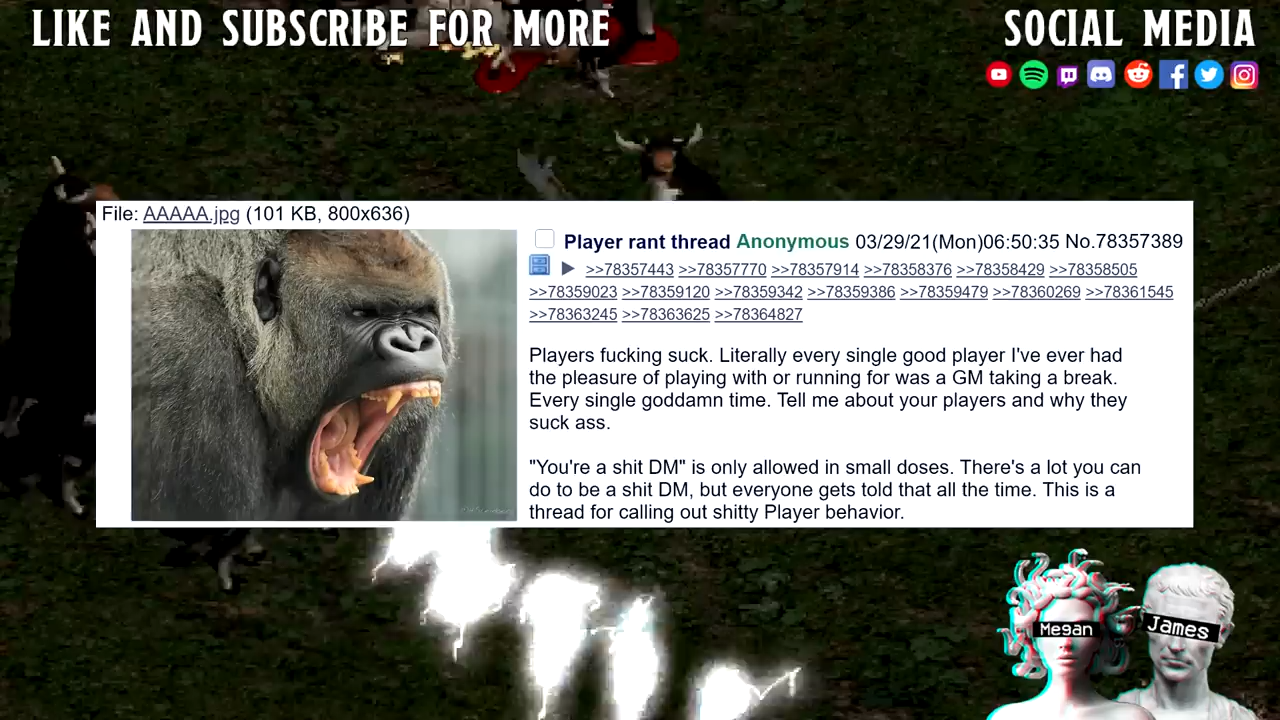 LIKE AND SUBSCRIBE FOR MORE
SOCIAL MEDIA
File: AAAAA.jpg (101 KB, 800x636)
Player rant thread Anonymous 03/29/21(Mon)06:50:35 No.78357389
>>78357443 >>78357770 >>78357914 >>78358376 >>78358429 >>78358505
>>78359023 >>78359120 >>78359342 >>78359386 >>78359479 >>78360269 >>78361545
>>78363245 >>78363625 >>78364827
Players fucking suck. Literally every single good player I've ever had
the pleasure of playing with or running for was a GM taking a break.
Every single goddamn time. Tell me about your players and why they
suck ass.
"You're a shit DM" is only allowed in small doses. There's a lot you can
do to be a shit DM, but everyone gets told that all the time. This is a
thread for calling out shitty Player behavior.
Megan
James